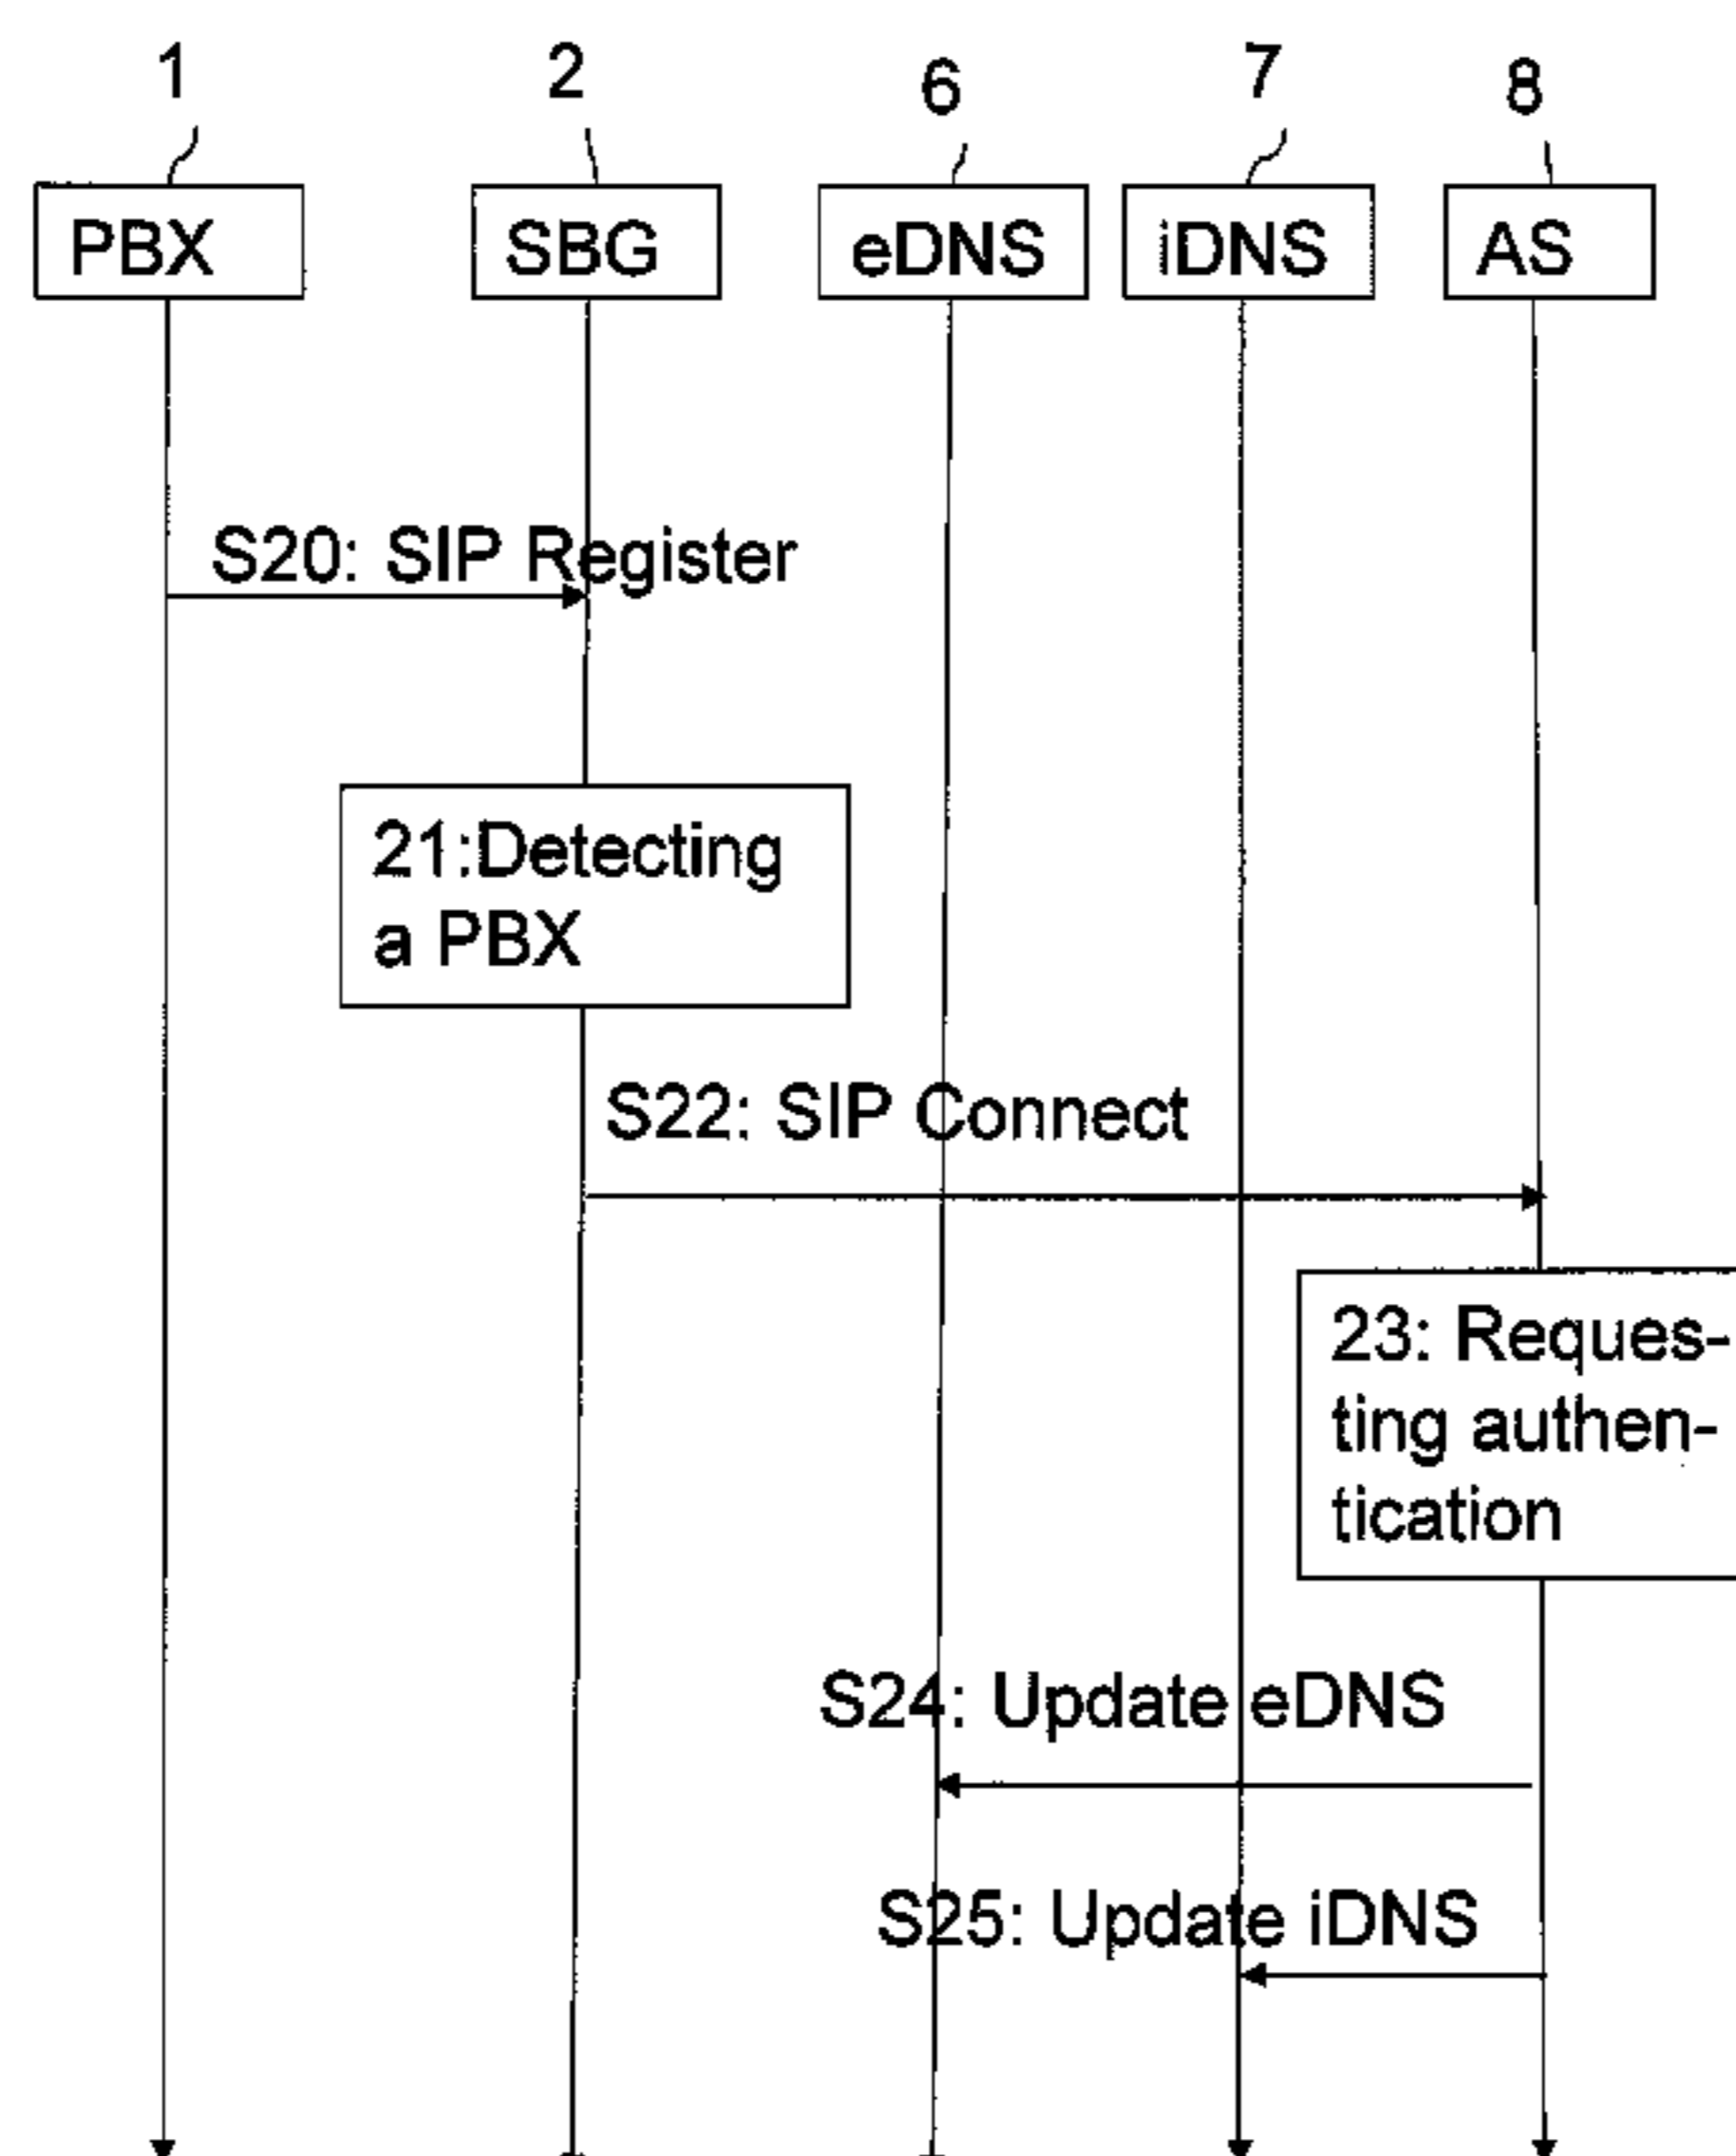 1 2 6 7 8
PBX SBG eDNS iDNS AS
S20: SIP Register
21:Detecting
a PBX
S22: SIP Connect
23: Reques-
ting authen-
tication
S24: Update eDNS
S25: Update iDNS